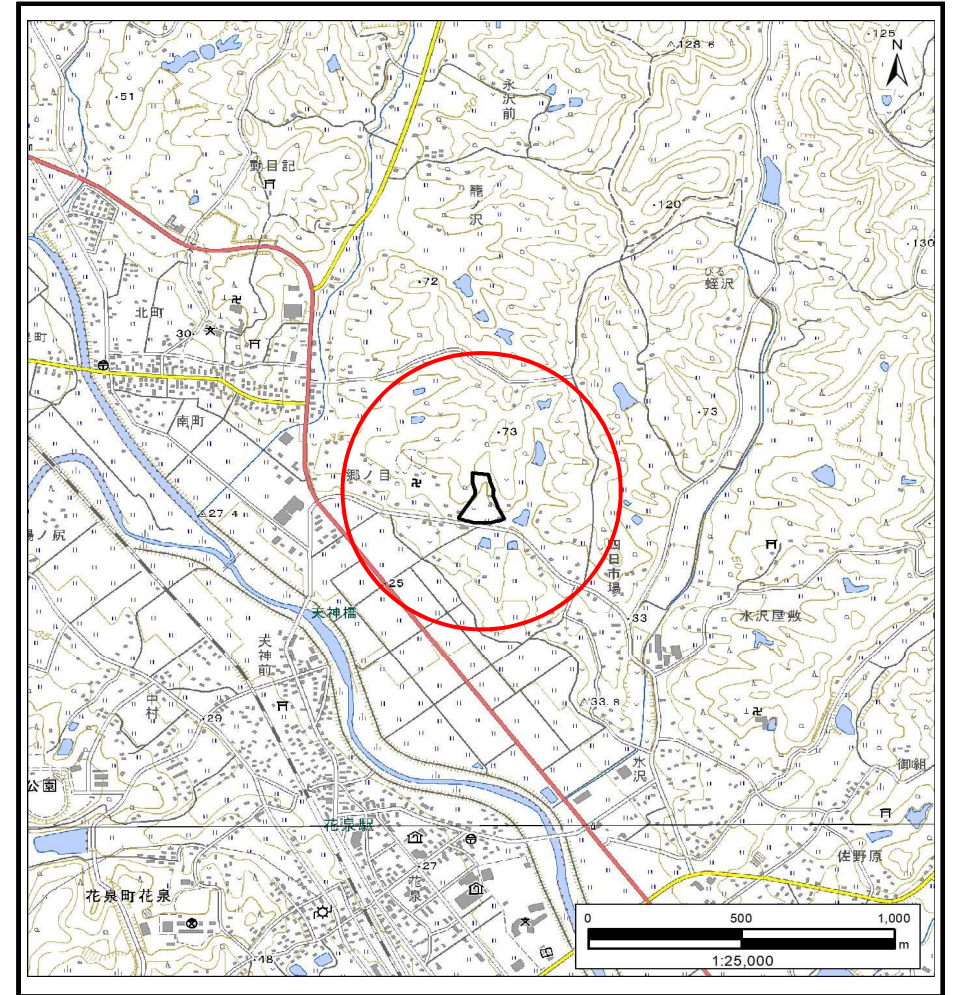 ・125
△128.6
N
・51
永沢前
勤目記
籠ノ沢
・120
130
びる
蛭沢
・72
北町
30
南町
・73
・73
郷ノ目
△27.4
四日市場
・25
天神橋
33
水沢屋敷
天神前
中村
・29
△33.8
水沢
御組
公園
花泉駅
・27
花泉
佐野原
花泉町花泉
・48
0 500 1,000
m
1:25,000